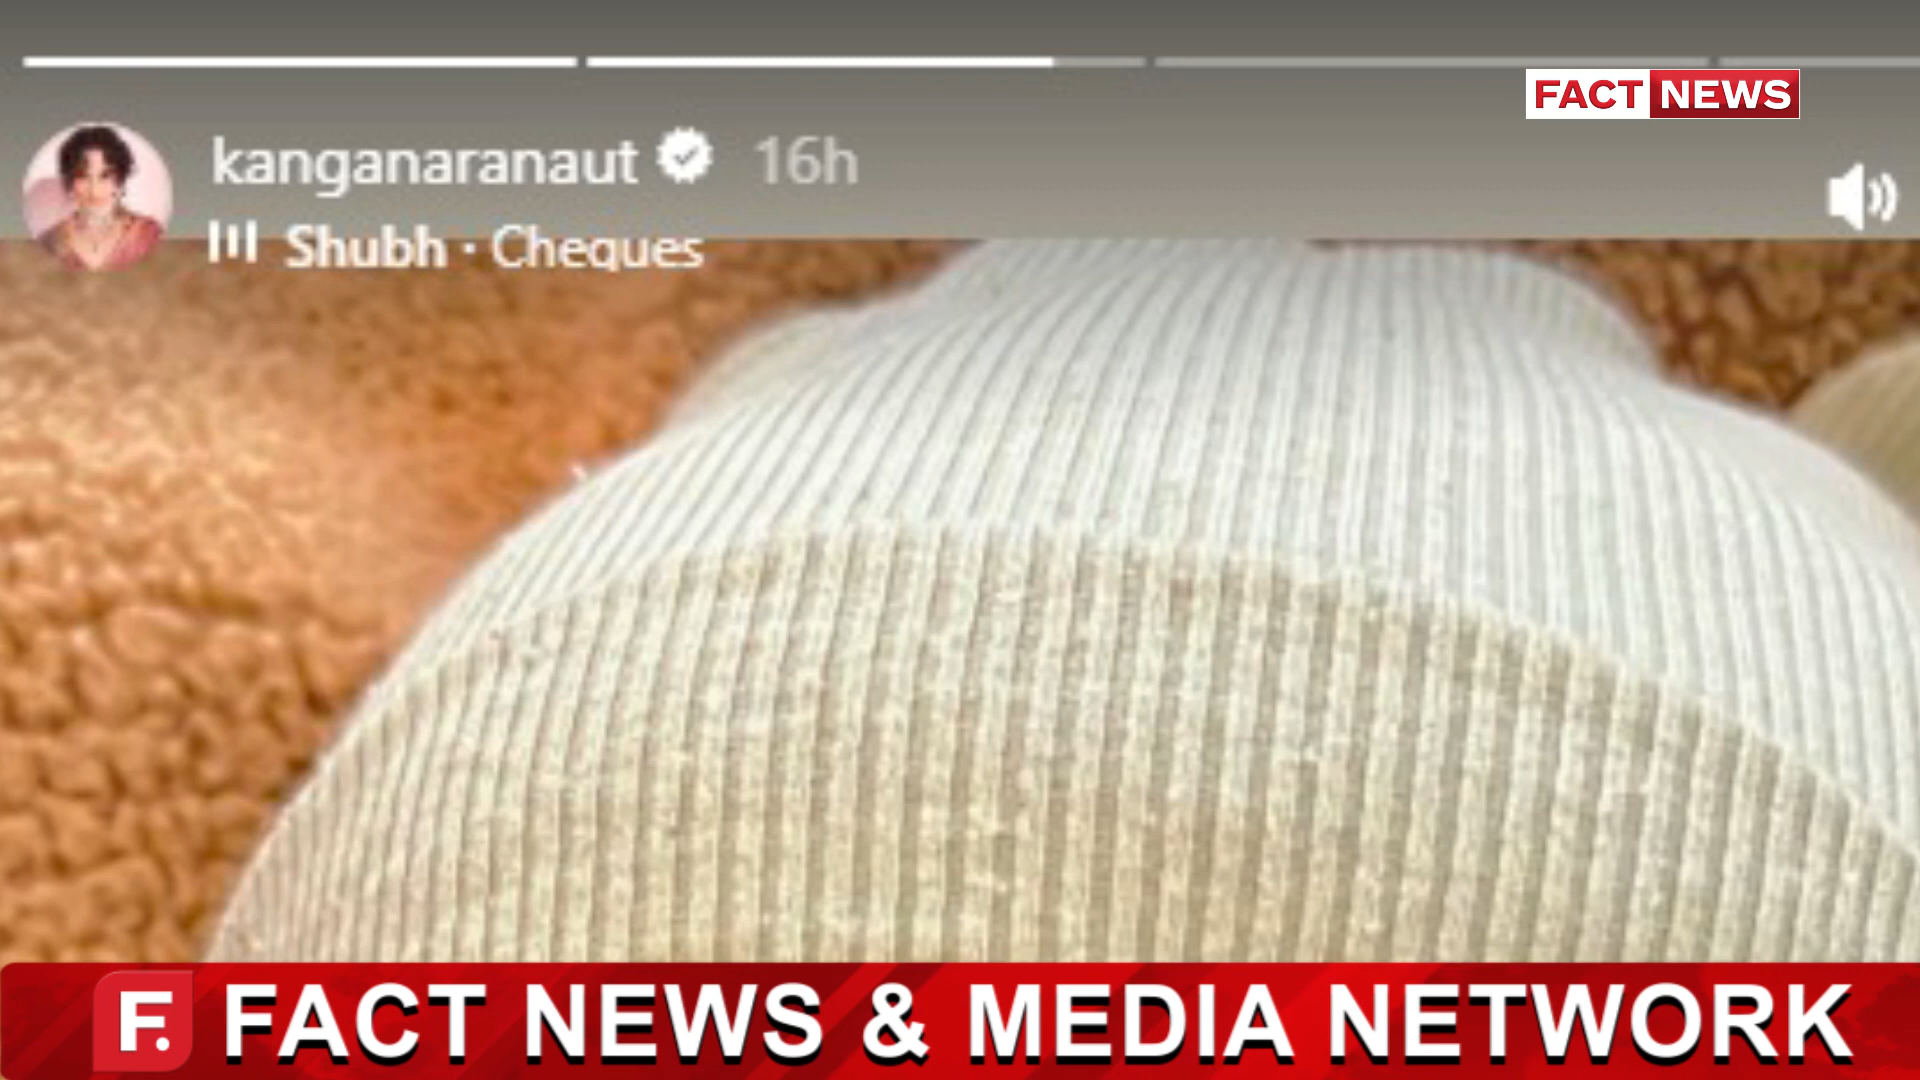 FACT NEWS
kanganaranaut 16h
Shubh · Cheques
F. FACT NEWS & MEDIA NETWORK